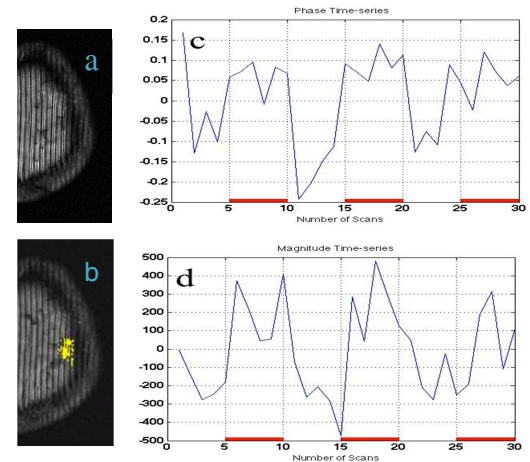 a
b
Phase Time-series
c
0.2
0.15
0.1
0.05
0
-0.05
-0.1
-0.15
-0.2
-0.25
0 5 10 15 20 25 30
Number of Scans
Magnitude Time-series
d
500
400
300
200
100
0
-100
-200
-300
-400
-500
0 5 10 15 20 25 30
Number of Scans